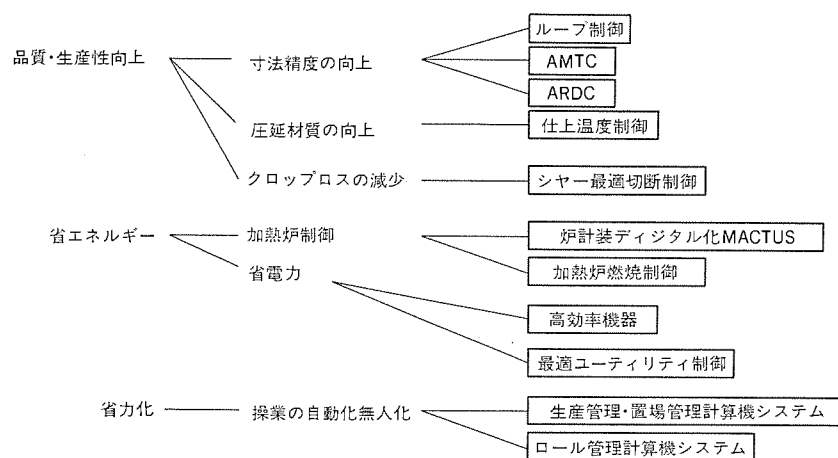 品質・生産性向上
寸法精度の向上
ループ制御
AMTC
ARDC
圧延材質の向上
仕上温度制御
クロップロスの減少
シャー最適切断制御
省エネルギー
加熱炉制御
炉計装ディジタル化MACTUS
加熱炉燃焼制御
省電力
高効率機器
最適ユーティリティ制御
省力化
操業の自動化無人化
生産管理・置場管理計算機システム
ロール管理計算機システム